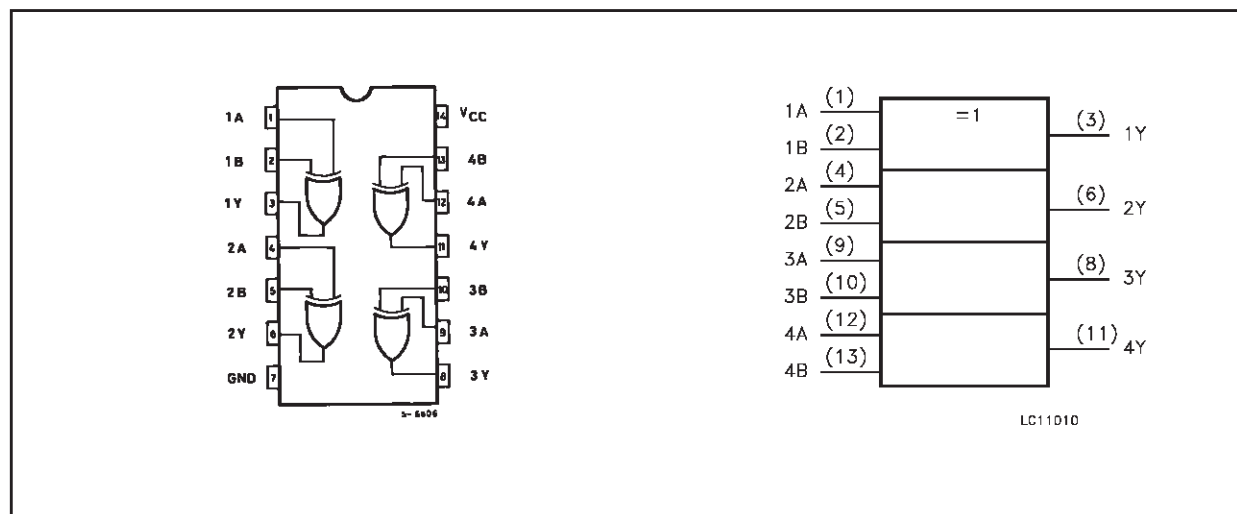 1A 1 14 VCC
1B 2 13 4B
1Y 3 12 4A
2A 4 11 4Y
2B 5 10 3B
2Y 6 9 3A
GND 7 8 3Y
S-6606
1A (1)
1B (2)
2A (4)
2B (5)
3A (9)
3B (10)
4A (12)
4B (13)
=1
(3) 1Y
(6) 2Y
(8) 3Y
(11) 4Y
LC11010